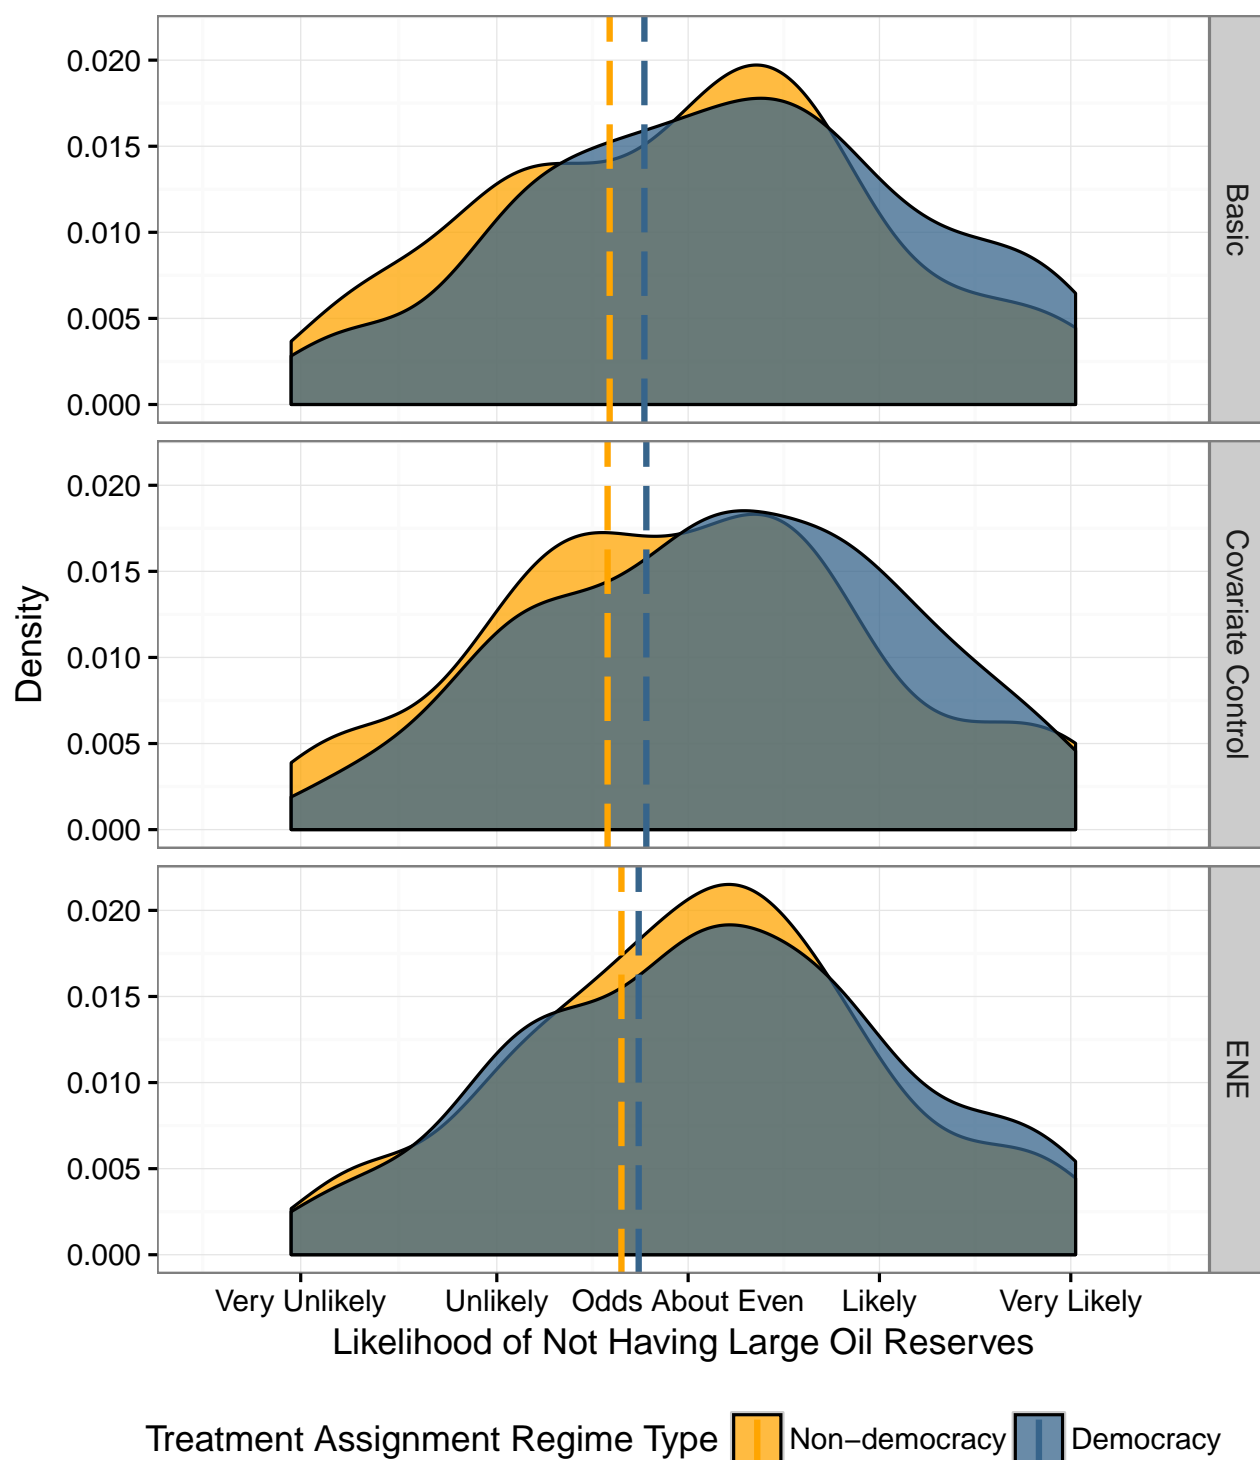 0.020
0.015
0.010
0.005
0.000
Basic
0.020
0.015
0.010
0.005
0.000
Covariate Control
Density
0.020
0.015
0.010
0.005
0.000
ENE
Very Unlikely Unlikely Odds About Even Likely Very Likely
Likelihood of Not Having Large Oil Reserves
Treatment Assignment Regime Type Non−democracy Democracy